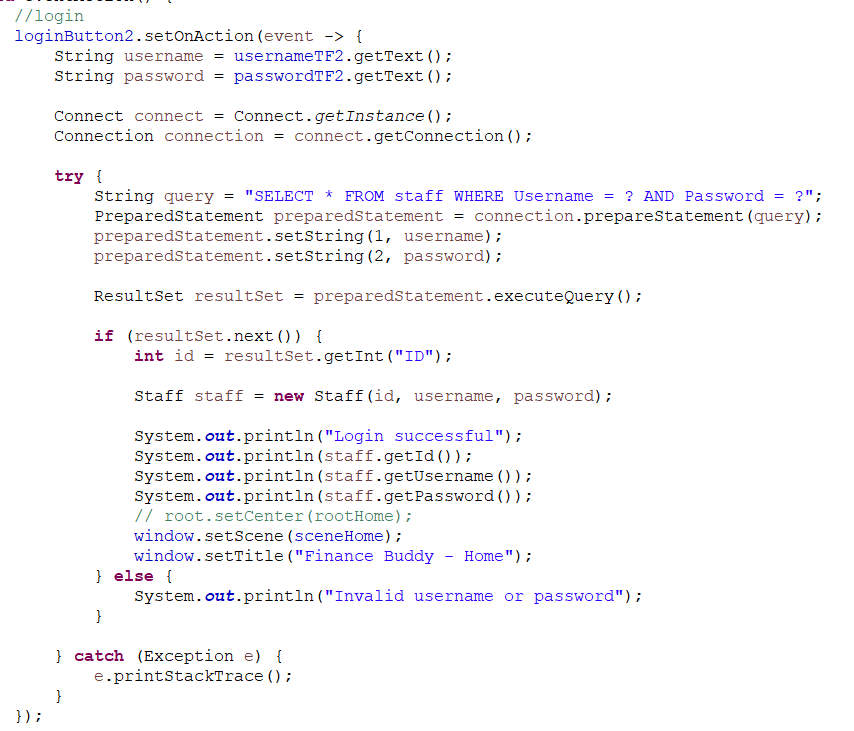 //login
loginButton2.setOnAction(event -> {
    String username = usernameTF2.getText();
    String password = passwordTF2.getText();

    Connect connect = Connect.getInstance();
    Connection connection = connect.getConnection();

    try {
        String query = "SELECT * FROM staff WHERE Username = ? AND Password = ?";
        PreparedStatement preparedStatement = connection.prepareStatement(query);
        preparedStatement.setString(1, username);
        preparedStatement.setString(2, password);

        ResultSet resultSet = preparedStatement.executeQuery();

        if (resultSet.next()) {
            int id = resultSet.getInt("ID");

            Staff staff = new Staff(id, username, password);

            System.out.println("Login successful");
            System.out.println(staff.getId());
            System.out.println(staff.getUsername());
            System.out.println(staff.getPassword());
            // root.setCenter(rootHome);
            window.setScene(sceneHome);
            window.setTitle("Finance Buddy - Home");
        } else {
            System.out.println("Invalid username or password");
        }

    } catch (Exception e) {
        e.printStackTrace();
    }
});